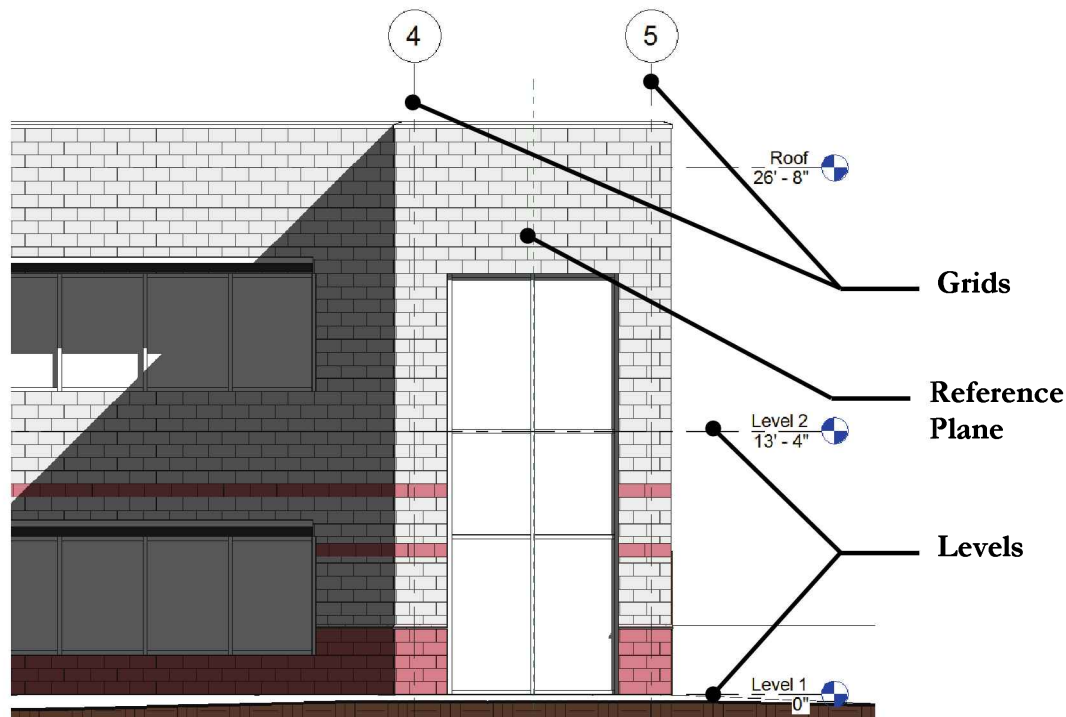 4
5
Roof
26' - 8"
Grids
Reference
Plane
Level 2
13' - 4"
Levels
Level 1
0"